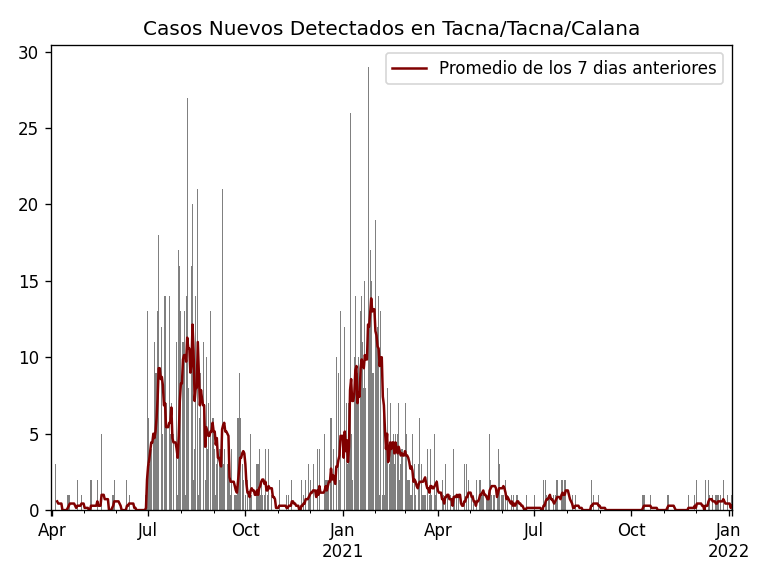 Casos Nuevos Detectados en Tacna/Tacna/Calana
Promedio de los 7 dias anteriores
30
25
20
15
10
5
0
Apr Jul Oct Jan Apr Jul Oct Jan
2021 2022